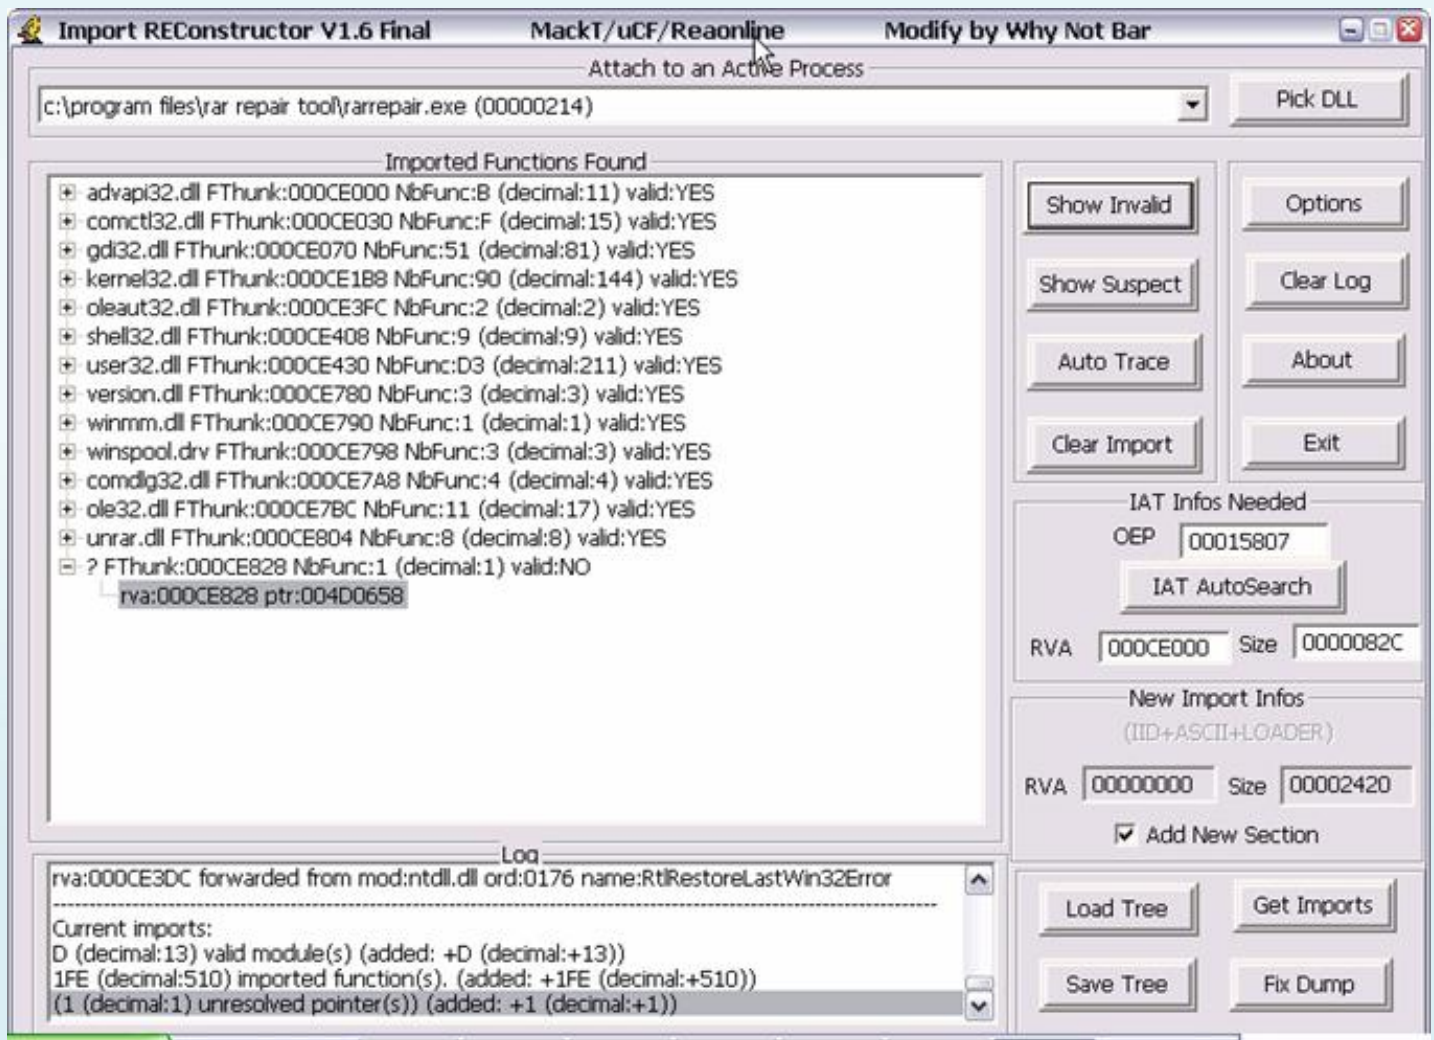 Import REConstructor V1.6 Final MackT/uCF/Reaonline Modify by Why Not Bar
Attach to an Active Process
c:\program files\rar repair tool\rarrepair.exe (00000214)
Pick DLL
Imported Functions Found
advapi32.dll FThunk:000CE000 NbFunc:B (decimal:11) valid:YES
comctl32.dll FThunk:000CE030 NbFunc:F (decimal:15) valid:YES
gdi32.dll FThunk:000CE070 NbFunc:51 (decimal:81) valid:YES
kernel32.dll FThunk:000CE1B8 NbFunc:90 (decimal:144) valid:YES
oleaut32.dll FThunk:000CE3FC NbFunc:2 (decimal:2) valid:YES
shell32.dll FThunk:000CE408 NbFunc:9 (decimal:9) valid:YES
user32.dll FThunk:000CE430 NbFunc:D3 (decimal:211) valid:YES
version.dll FThunk:000CE780 NbFunc:3 (decimal:3) valid:YES
winmm.dll FThunk:000CE790 NbFunc:1 (decimal:1) valid:YES
winspool.drv FThunk:000CE798 NbFunc:3 (decimal:3) valid:YES
comdlg32.dll FThunk:000CE7A8 NbFunc:4 (decimal:4) valid:YES
ole32.dll FThunk:000CE7BC NbFunc:11 (decimal:17) valid:YES
unrar.dll FThunk:000CE804 NbFunc:8 (decimal:8) valid:YES
? FThunk:000CE828 NbFunc:1 (decimal:1) valid:NO
rva:000CE828 ptr:004D0658
Show Invalid
Options
Show Suspect
Clear Log
Auto Trace
About
Clear Import
Exit
IAT Infos Needed
OEP 00015807
IAT AutoSearch
RVA 000CE000 Size 0000082C
New Import Infos
(IID+ASCII+LOADER)
RVA 00000000 Size 00002420
Add New Section
Log
rva:000CE3DC forwarded from mod:ntdll.dll ord:0176 name:RtlRestoreLastWin32Error
--------------------------------------------------------------------------------
Current imports:
D (decimal:13) valid module(s) (added: +D (decimal:+13))
1FE (decimal:510) imported function(s). (added: +1FE (decimal:+510))
(1 (decimal:1) unresolved pointer(s)) (added: +1 (decimal:+1))
Load Tree
Get Imports
Save Tree
Fix Dump